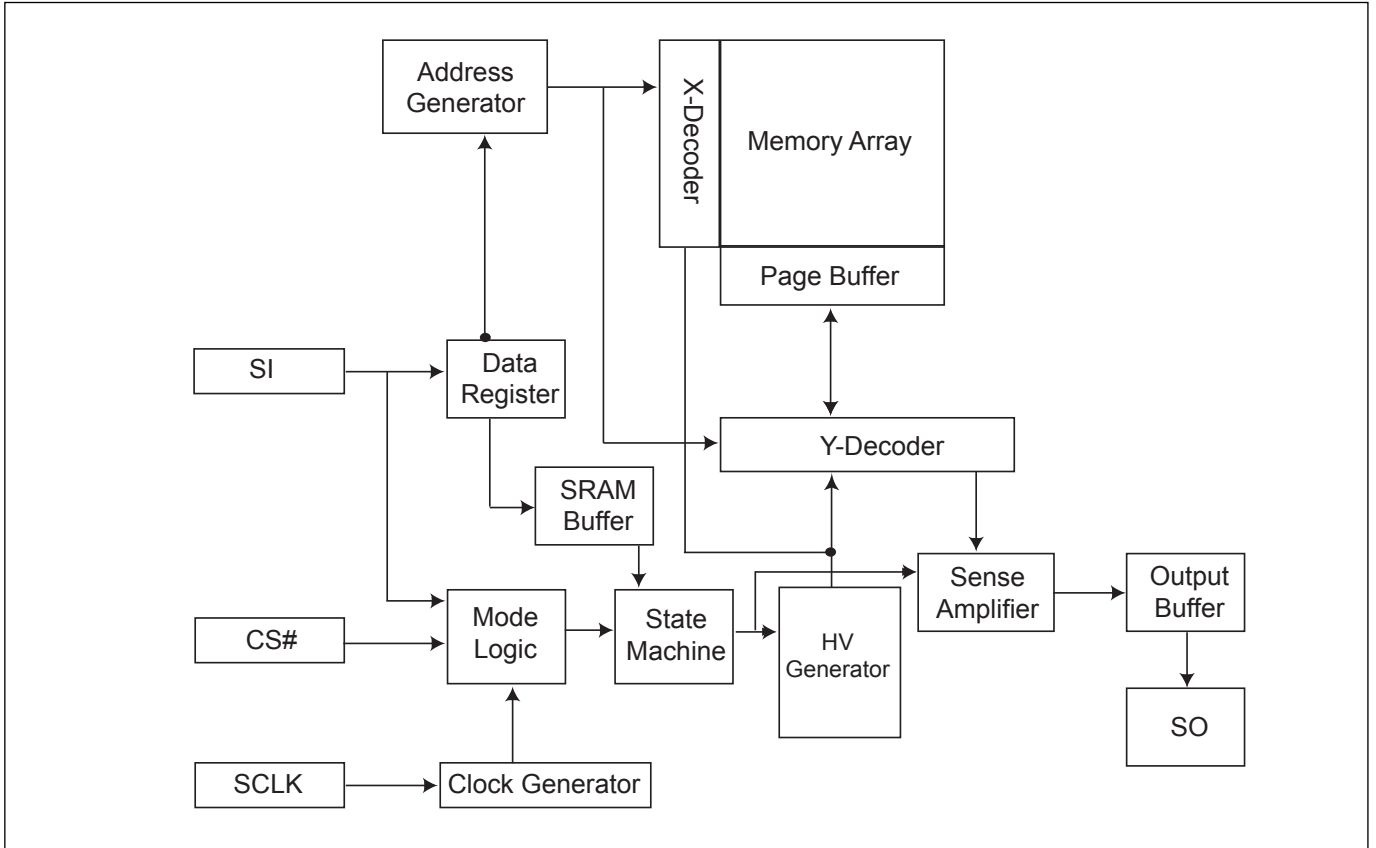 Address
Generator
X-Decoder
Memory Array
Page Buffer
SI
Data
Register
Y-Decoder
SRAM
Buffer
Sense
Amplifier
Output
Buffer
Mode
Logic
State
Machine
CS#
HV
Generator
SO
SCLK
Clock Generator